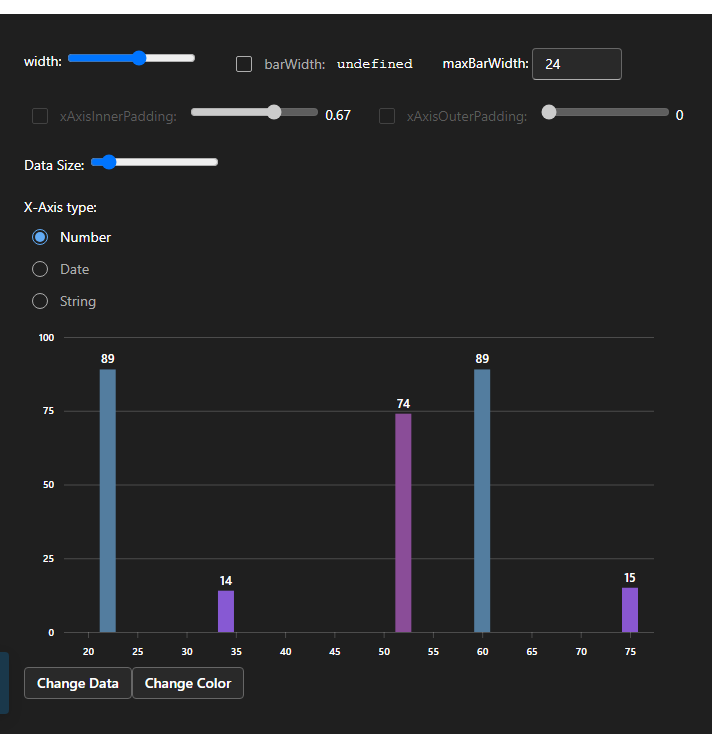 width: barWidth: undefined maxBarWidth: 24
xAxisInnerPadding: 0.67 xAxisOuterPadding: 0
Data Size:
X-Axis type:
Number
Date
String
100
89 89
75
74
50
25
14 15
0
20 25 30 35 40 45 50 55 60 65 70 75
Change Data Change Color